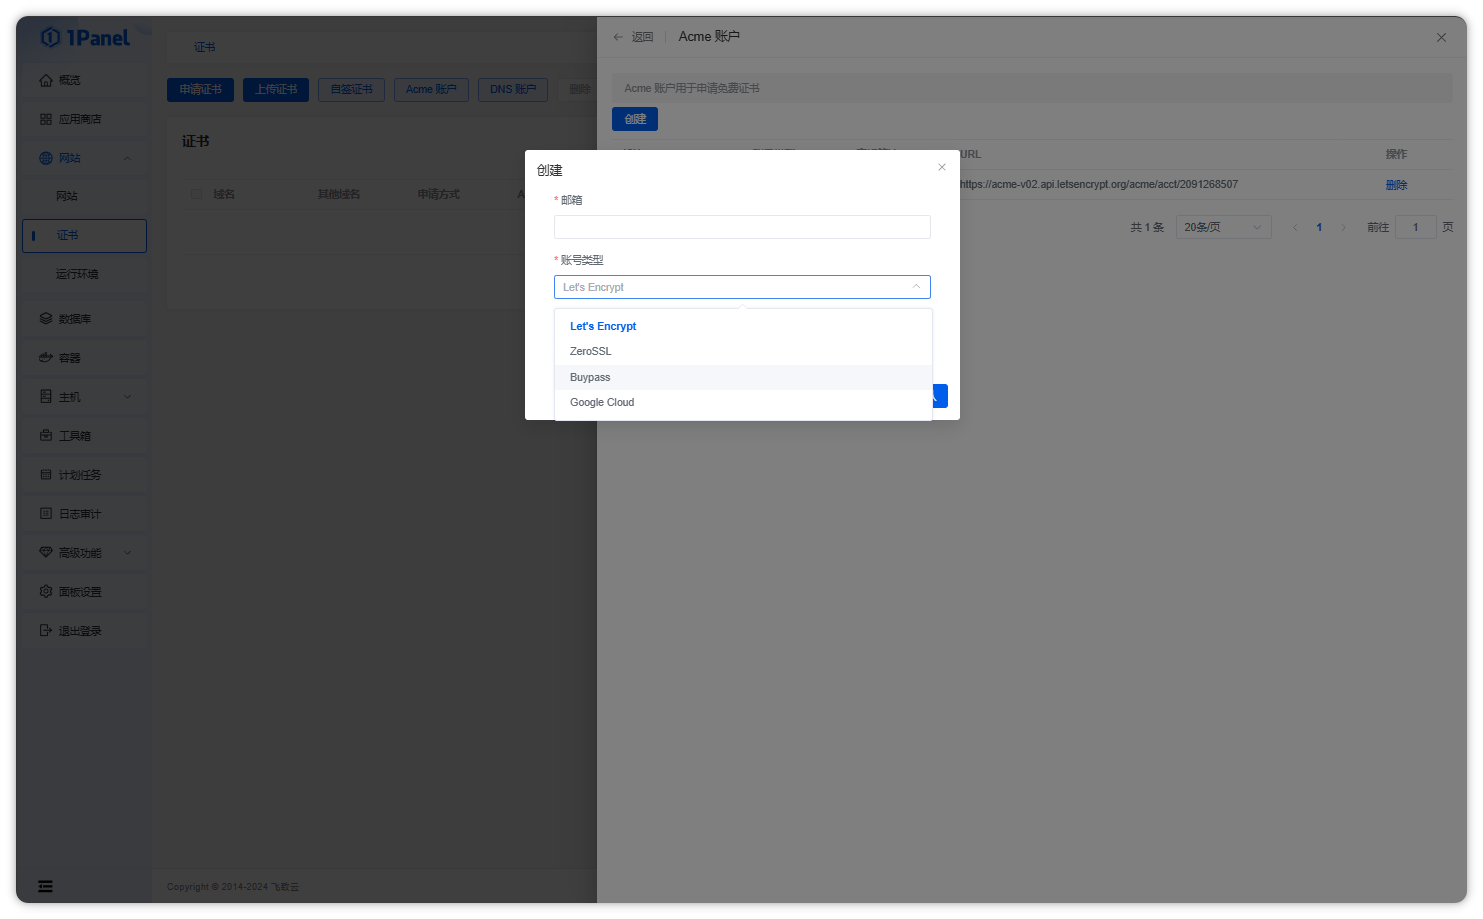 1Panel
概览
应用商店
网站
网站
证书
运行环境
数据库
容器
主机
工具箱
计划任务
日志审计
高级功能
面板设置
退出登录
证书
申请证书 上传证书 自签证书 Acme 账户 DNS 账户 删除
证书
域名 其他域名 申请方式
Copyright © 2014-2024 飞致云
返回 Acme 账户
Acme 账户用于申请免费证书
创建
URL 操作
https://acme-v02.api.letsencrypt.org/acme/acct/2091268507 删除
共 1 条 20条/页 1 前往 1 页
创建
* 邮箱
* 账号类型
Let's Encrypt
Let's Encrypt
ZeroSSL
Buypass
Google Cloud